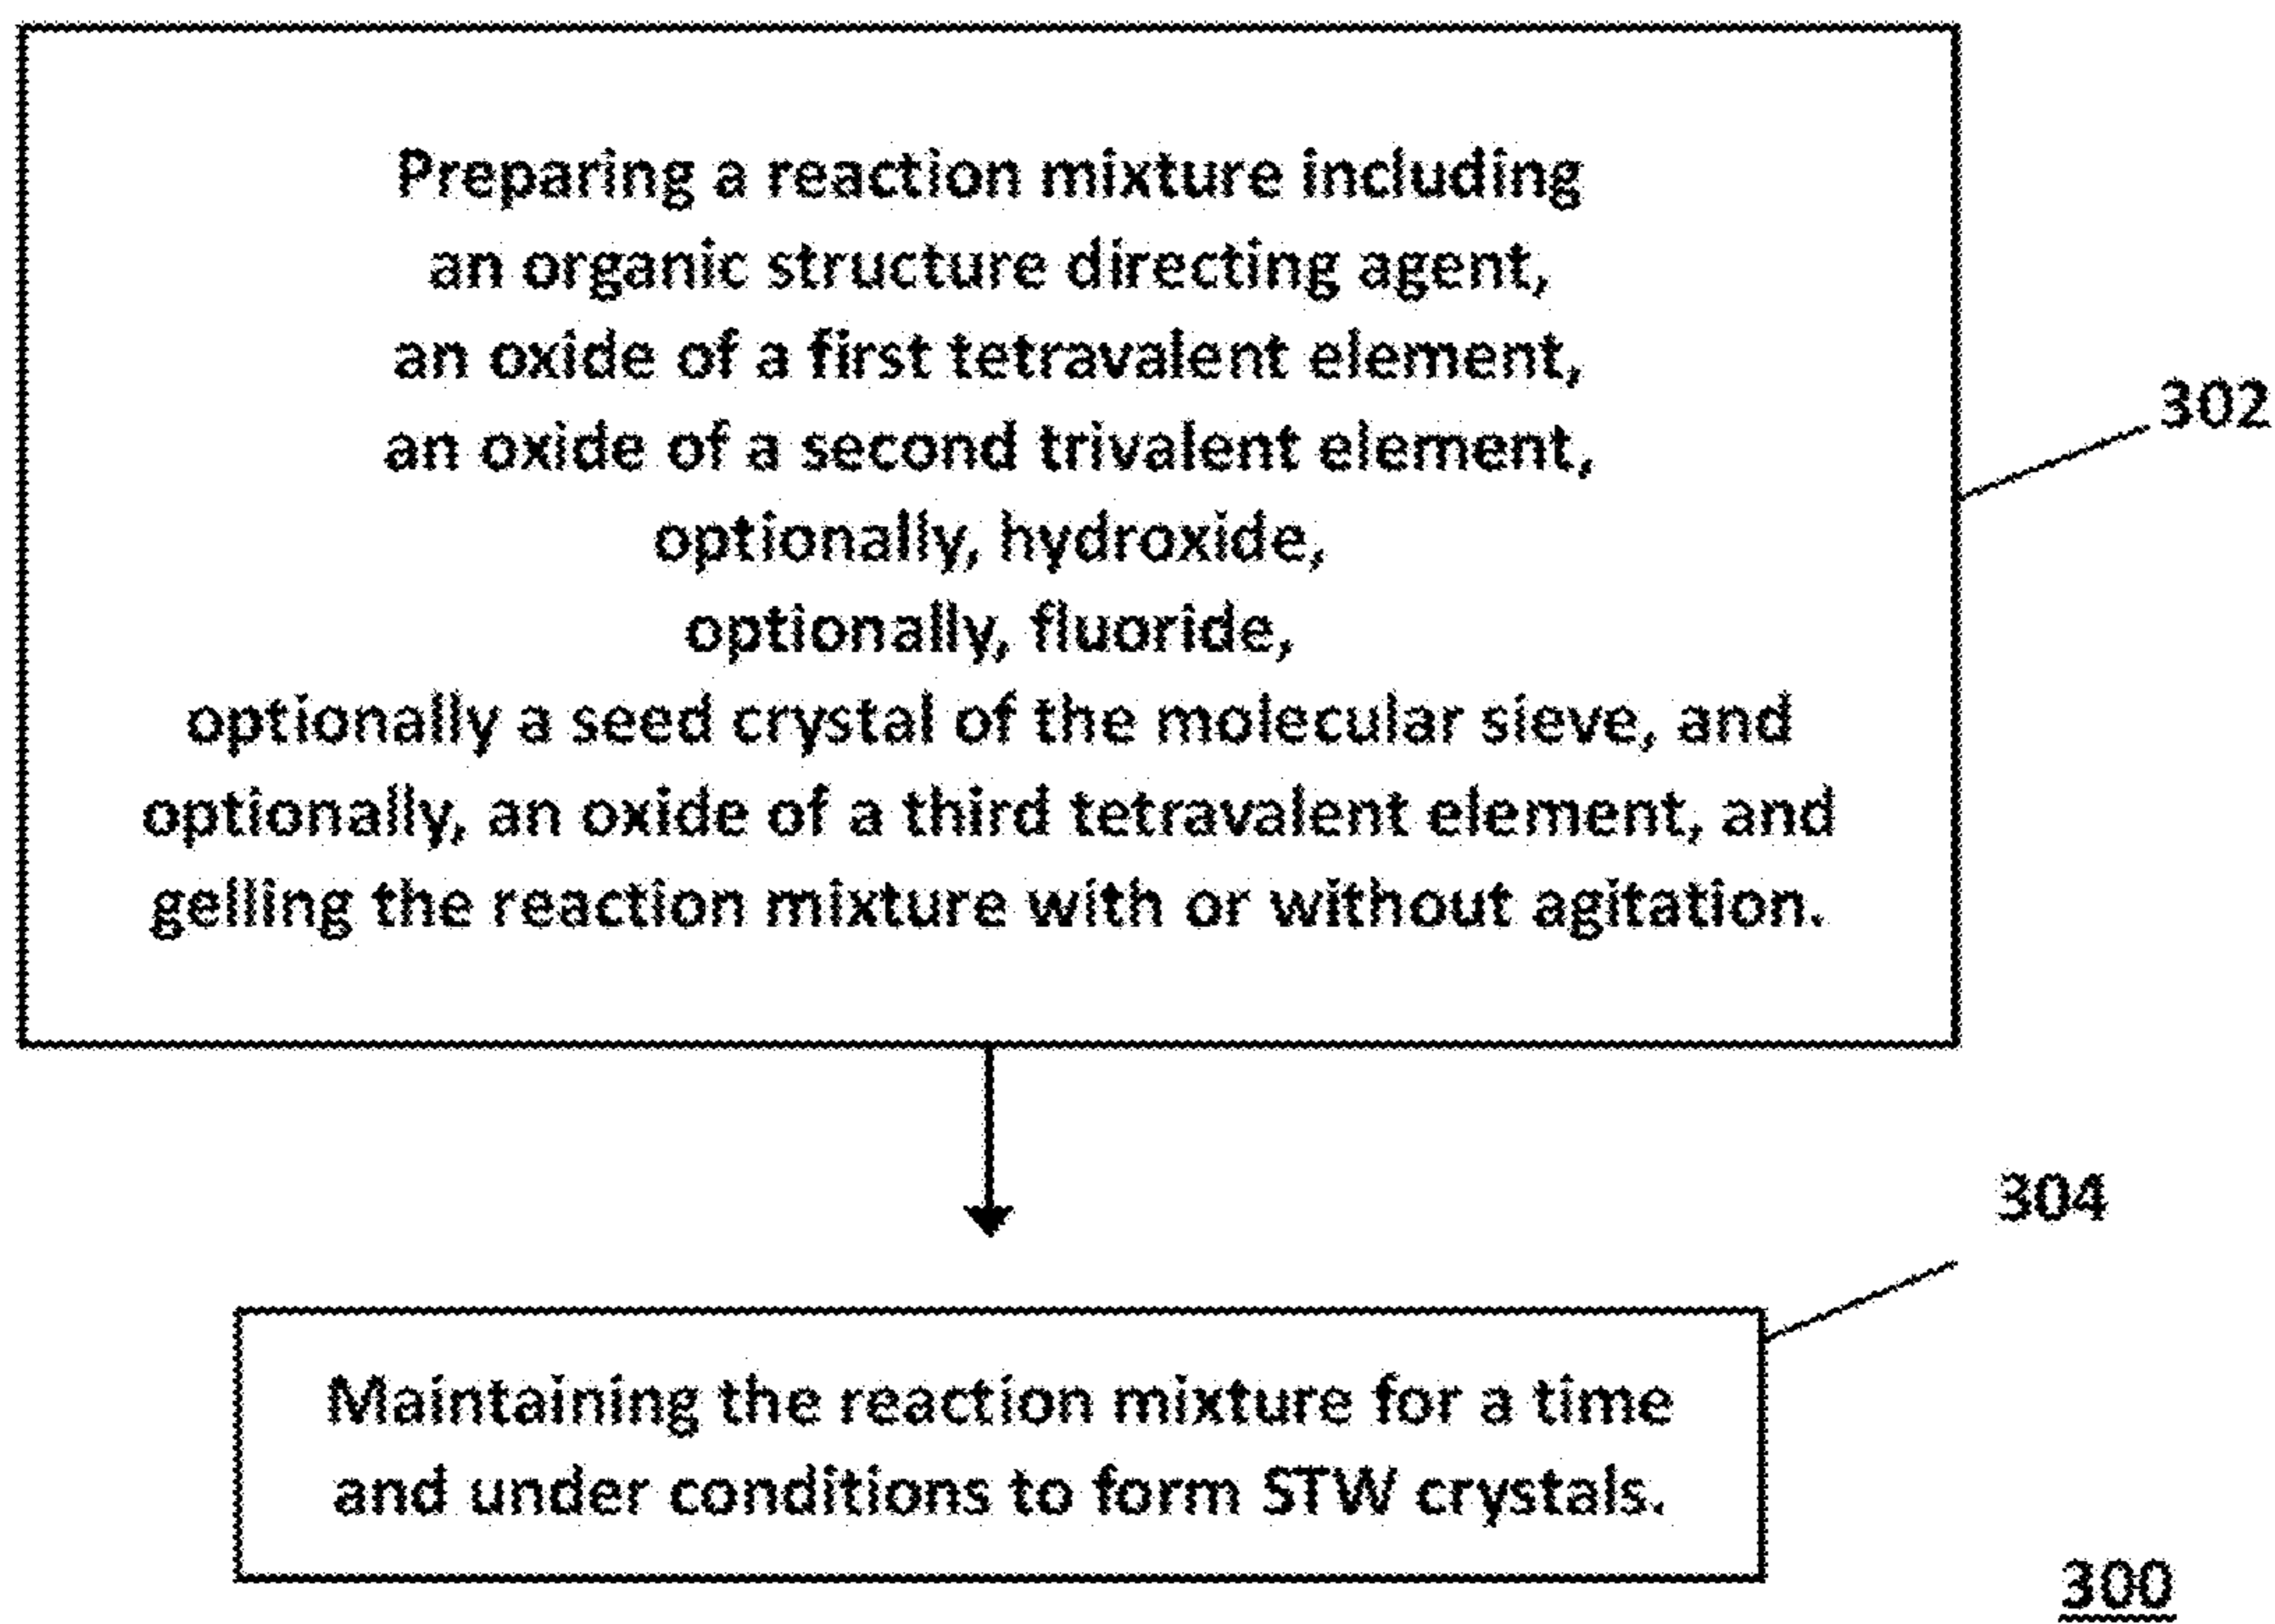 Preparing a reaction mixture including
an organic structure directing agent,
an oxide of a first tetravalent element,
an oxide of a second trivalent element,
optionally, hydroxide,
optionally, fluoride,
optionally a seed crystal of the molecular sieve, and
optionally, an oxide of a third tetravalent element, and
gelling the reaction mixture with or without agitation.
302
304
Maintaining the reaction mixture for a time
and under conditions to form STW crystals.
300